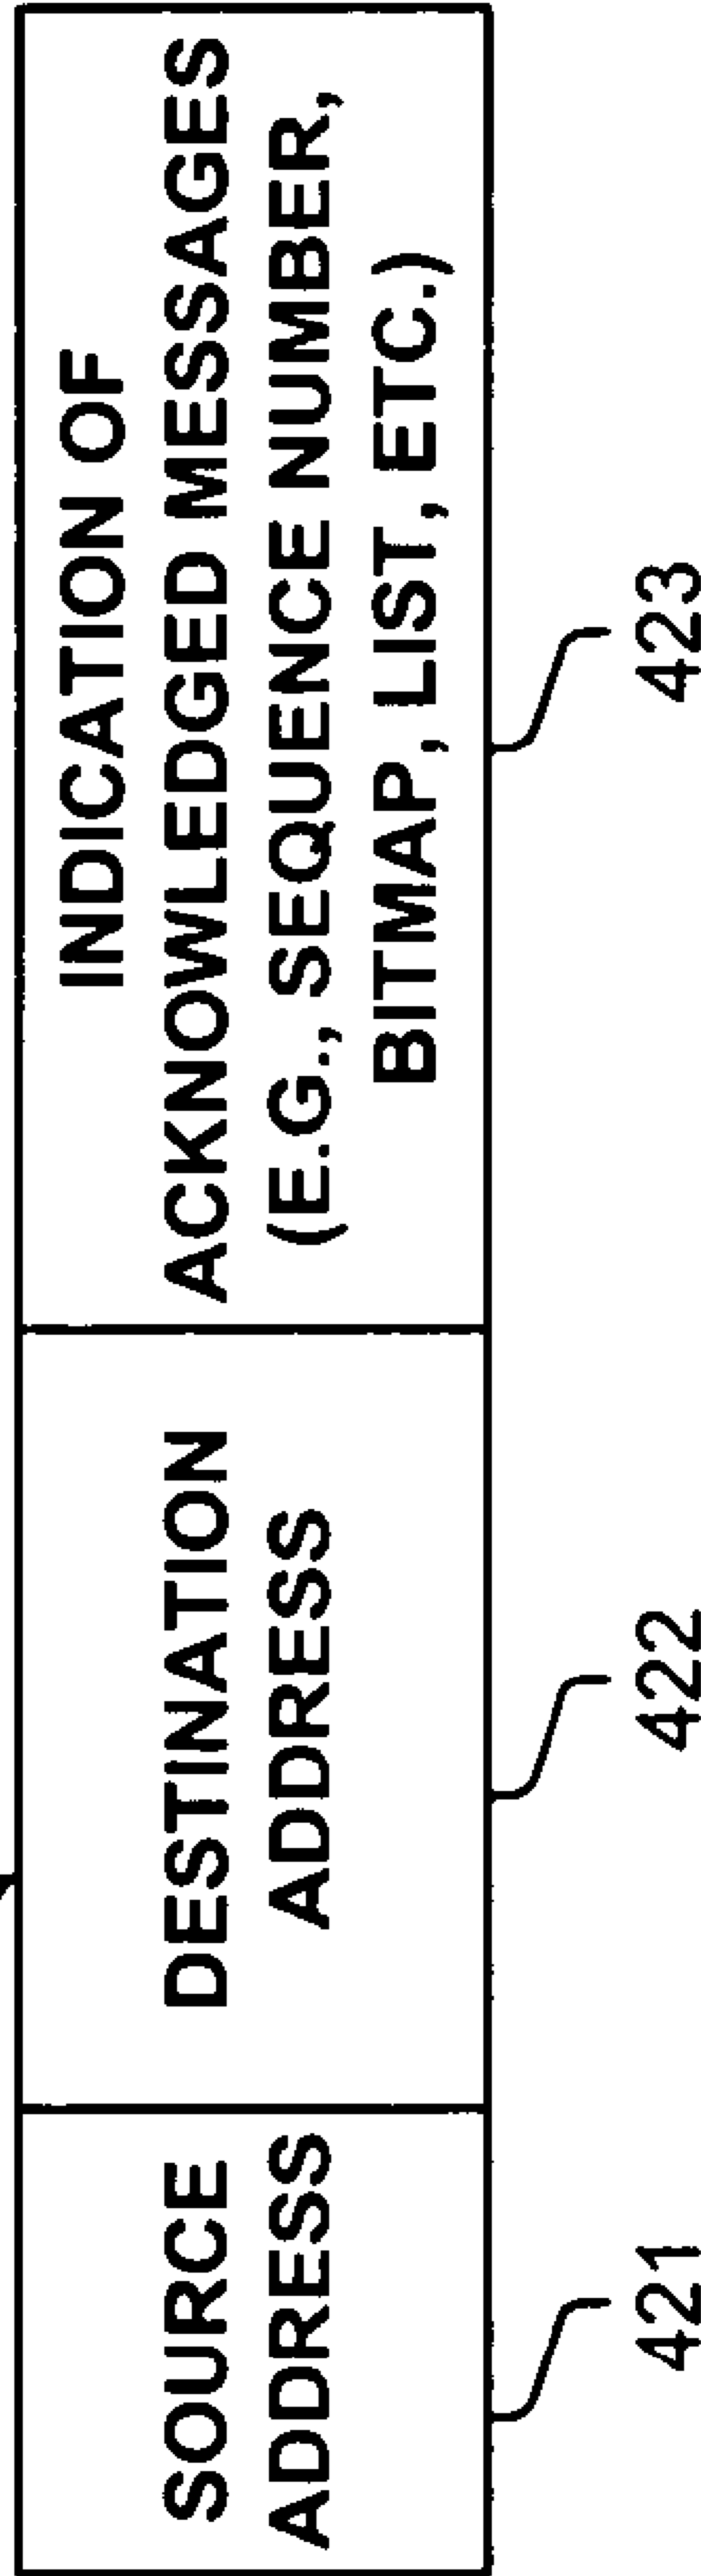 SOURCE
ADDRESS
DESTINATION
ADDRESS
INDICATION OF
ACKNOWLEDGED MESSAGES
(E.G., SEQUENCE NUMBER,
BITMAP, LIST, ETC.)
421
422
423